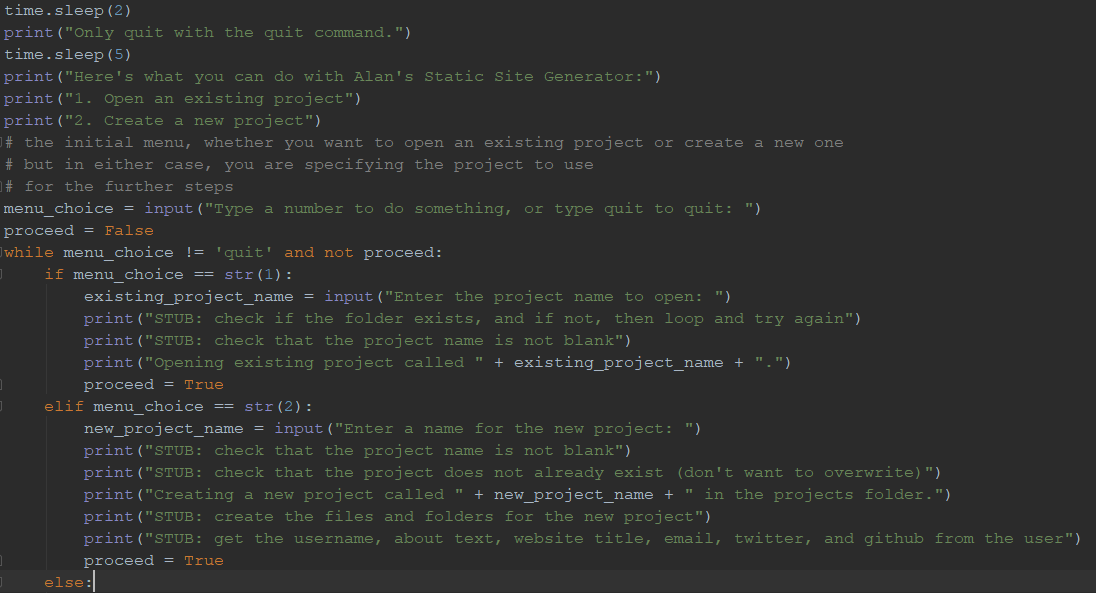 time.sleep(2)
print("Only quit with the quit command.")
time.sleep(5)
print("Here's what you can do with Alan's Static Site Generator:")
print("1. Open an existing project")
print("2. Create a new project")
# the initial menu, whether you want to open an existing project or create a new one
# but in either case, you are specifying the project to use
# for the further steps
menu_choice = input("Type a number to do something, or type quit to quit: ")
proceed = False
while menu_choice != 'quit' and not proceed:
    if menu_choice == str(1):
        existing_project_name = input("Enter the project name to open: ")
        print("STUB: check if the folder exists, and if not, then loop and try again")
        print("STUB: check that the project name is not blank")
        print("Opening existing project called " + existing_project_name + ".")
        proceed = True
    elif menu_choice == str(2):
        new_project_name = input("Enter a name for the new project: ")
        print("STUB: check that the project name is not blank")
        print("STUB: check that the project does not already exist (don't want to overwrite)")
        print("Creating a new project called " + new_project_name + " in the projects folder.")
        print("STUB: create the files and folders for the new project")
        print("STUB: get the username, about text, website title, email, twitter, and github from the user")
        proceed = True
    else: